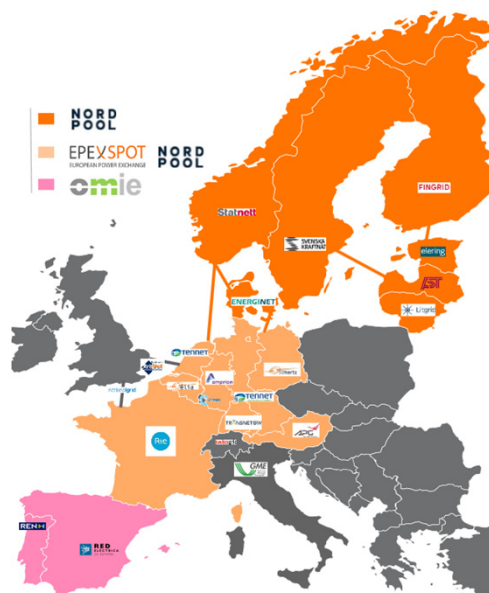 NORD
POOL
EPEXSPOT
EUROPEAN POWER EXCHANGE
NORD
POOL
omie
FINGRID
Statnett
SVENSKA
KRAFTNÄT
elering
AST
Litgrid
ENERGINET
TENNET
Amprion
TENNET
TRANSNETBW
APG
Rte
GME
REN
RED
ELÉCTRICA